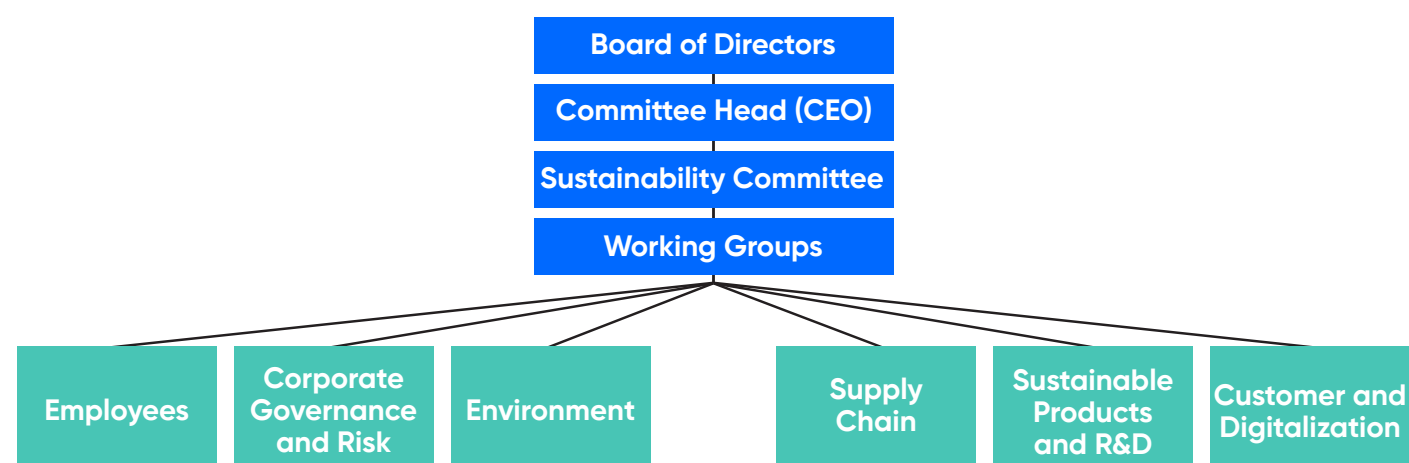 Board of Directors
Committee Head (CEO)
Sustainability Committee
Working Groups
Employees
Corporate
Governance
and Risk
Environment
Supply
Chain
Sustainable
Products
and R&D
Customer and
Digitalization